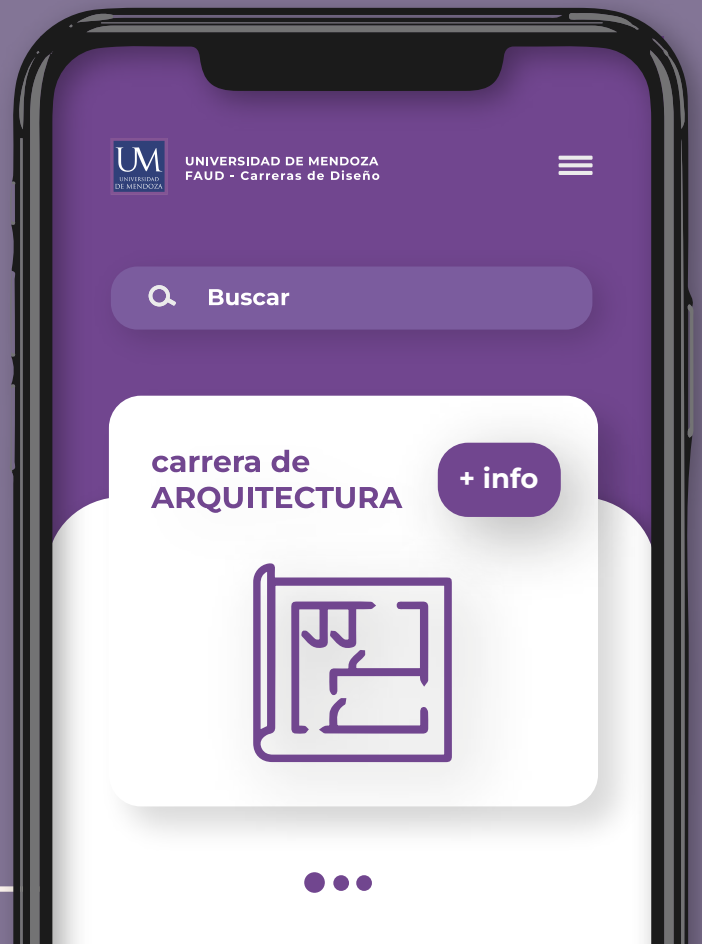 UM
UNIVERSIDAD
DE MENDOZA
UNIVERSIDAD DE MENDOZA
FAUD - Carreras de Diseño
Buscar
carrera de
ARQUITECTURA
+ info